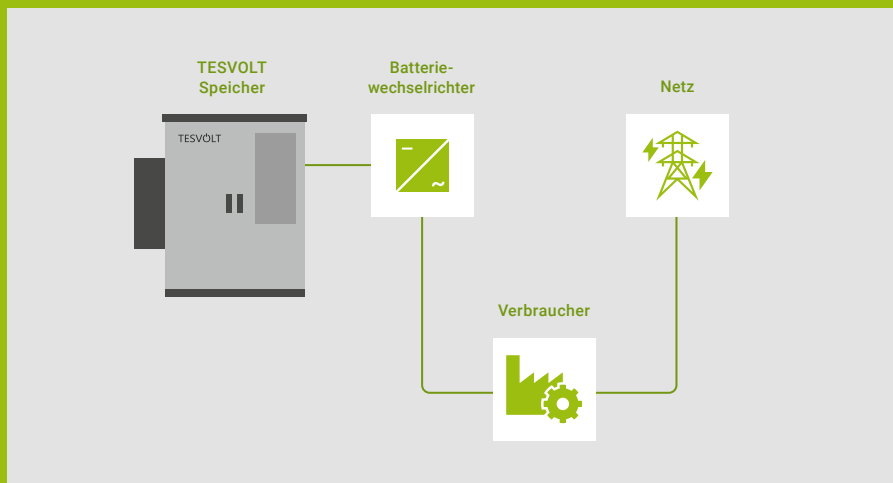 TESVOLT
Speicher
Batterie-
wechselrichter
Netz
TESVOLT
Verbraucher